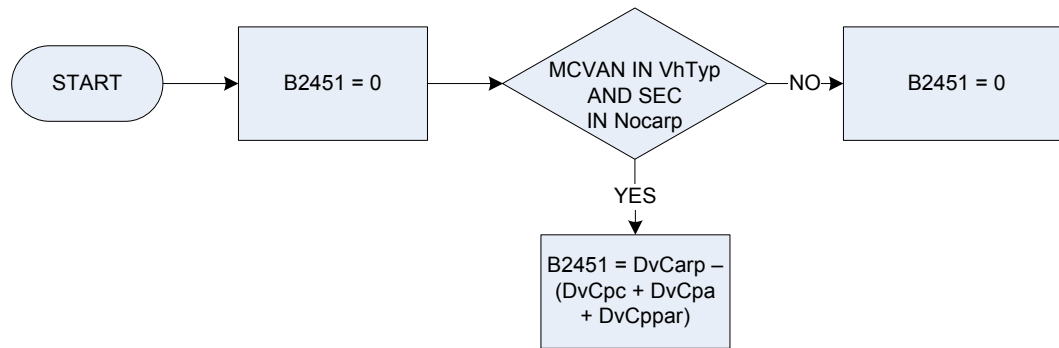 START
B2451 = 0
MCVAN IN VhTyp
AND SEC
IN Nocarp
NO
B2451 = 0
YES
B2451 = DvCarp –
(DvCpc + DvCpa
+ DvCppar)